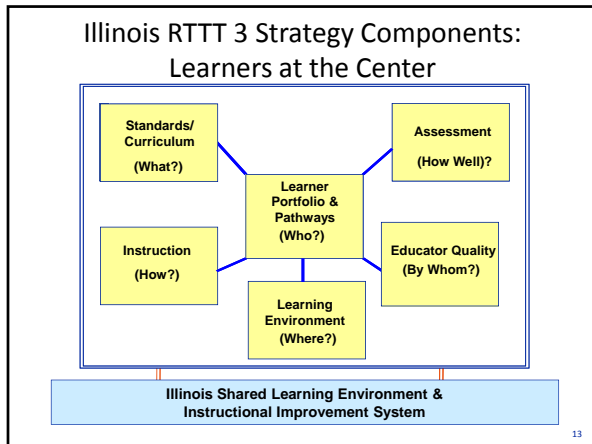 Illinois RTTT 3 Strategy Components:
Learners at the Center
Standards/
Curriculum
(What?)
Assessment
(How Well)?
Learner
Portfolio &
Pathways
(Who?)
Instruction
(How?)
Educator Quality
(By Whom?)
Learning
Environment
(Where?)
Illinois Shared Learning Environment &
Instructional Improvement System
13